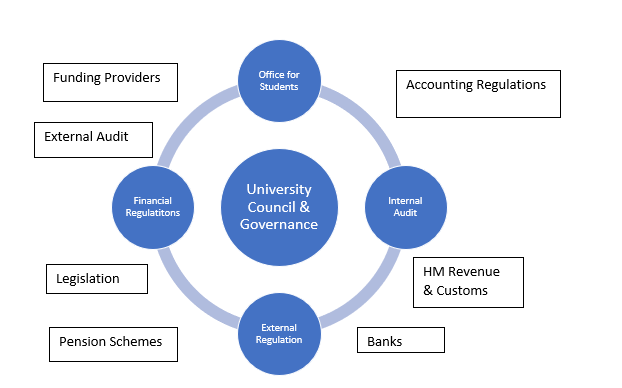 Office for
Students
Funding Providers
Accounting Regulations
External Audit
University
Council &
Governance
Financial
Regulatitons
Internal
Audit
Legislation
HM Revenue
& Customs
External
Regulation
Pension Schemes
Banks